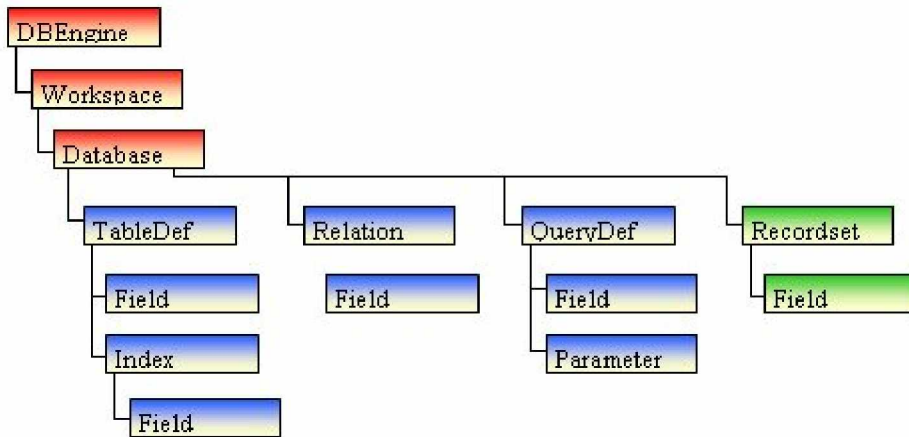 DBEngine
Workspace
Database
TableDef
Relation
QueryDef
Recordset
Field
Field
Field
Field
Index
Parameter
Field